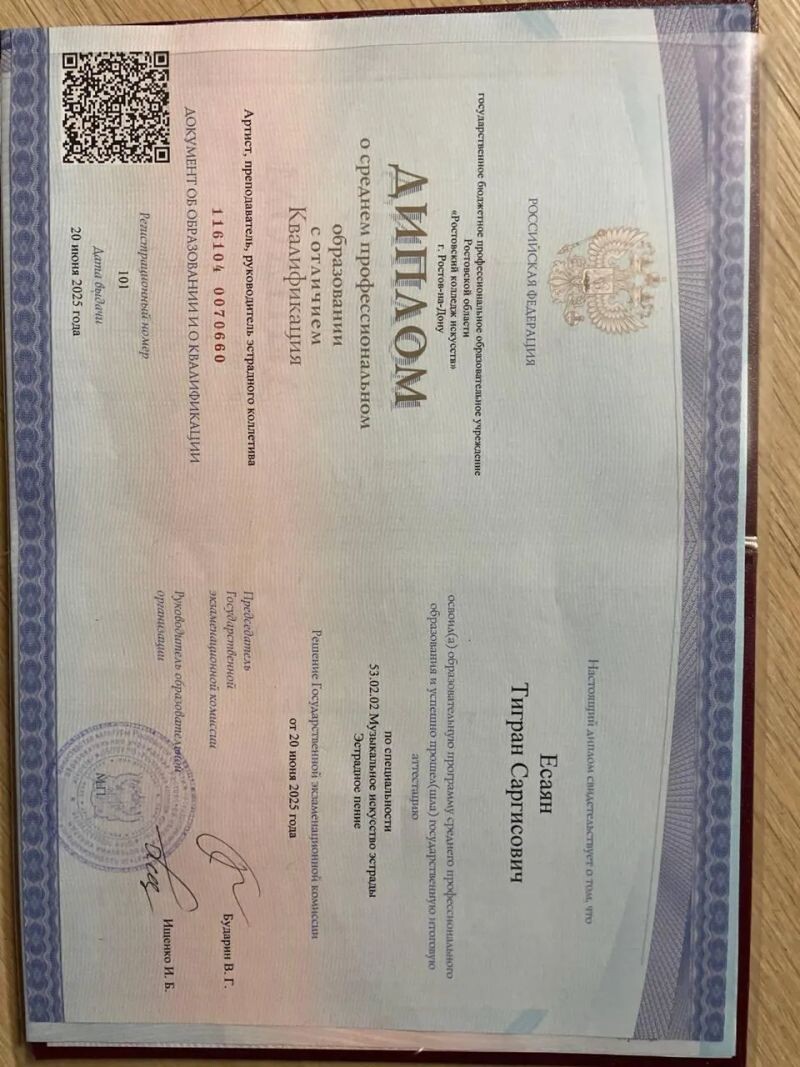 РОССИЙСКАЯ ФЕДЕРАЦИЯ
государственное бюджетное профессиональное образовательное учреждение
Ростовской области
«Ростовский колледж искусств»
г. Ростов-на-Дону
ДИПЛОМ
о среднем профессиональном
образовании
с отличием
Квалификация
Артист, преподаватель, руководитель эстрадного коллетива
116104 0070660
ДОКУМЕНТ ОБ ОБРАЗОВАНИИ И О КВАЛИФИКАЦИИ
Регистрационный номер
101
Дата выдачи
20 июня 2025 года
Настоящий диплом свидетельствует о том, что
Есаян
Тигран Саргисович
освоил(а) образовательную программу среднего профессионального
образования и успешно прошел(шла) государственную итоговую
аттестацию
по специальности
53.02.02 Музыкальное искусство эстрады
Эстрадное пение
Решение Государственной экзаменационной комиссии
от 20 июня 2025 года
Председатель
Государственной
экзаменационной комиссии
Бударин В. Г.
Руководитель образовательной
организации
Ищенко И. Б.
М.П.